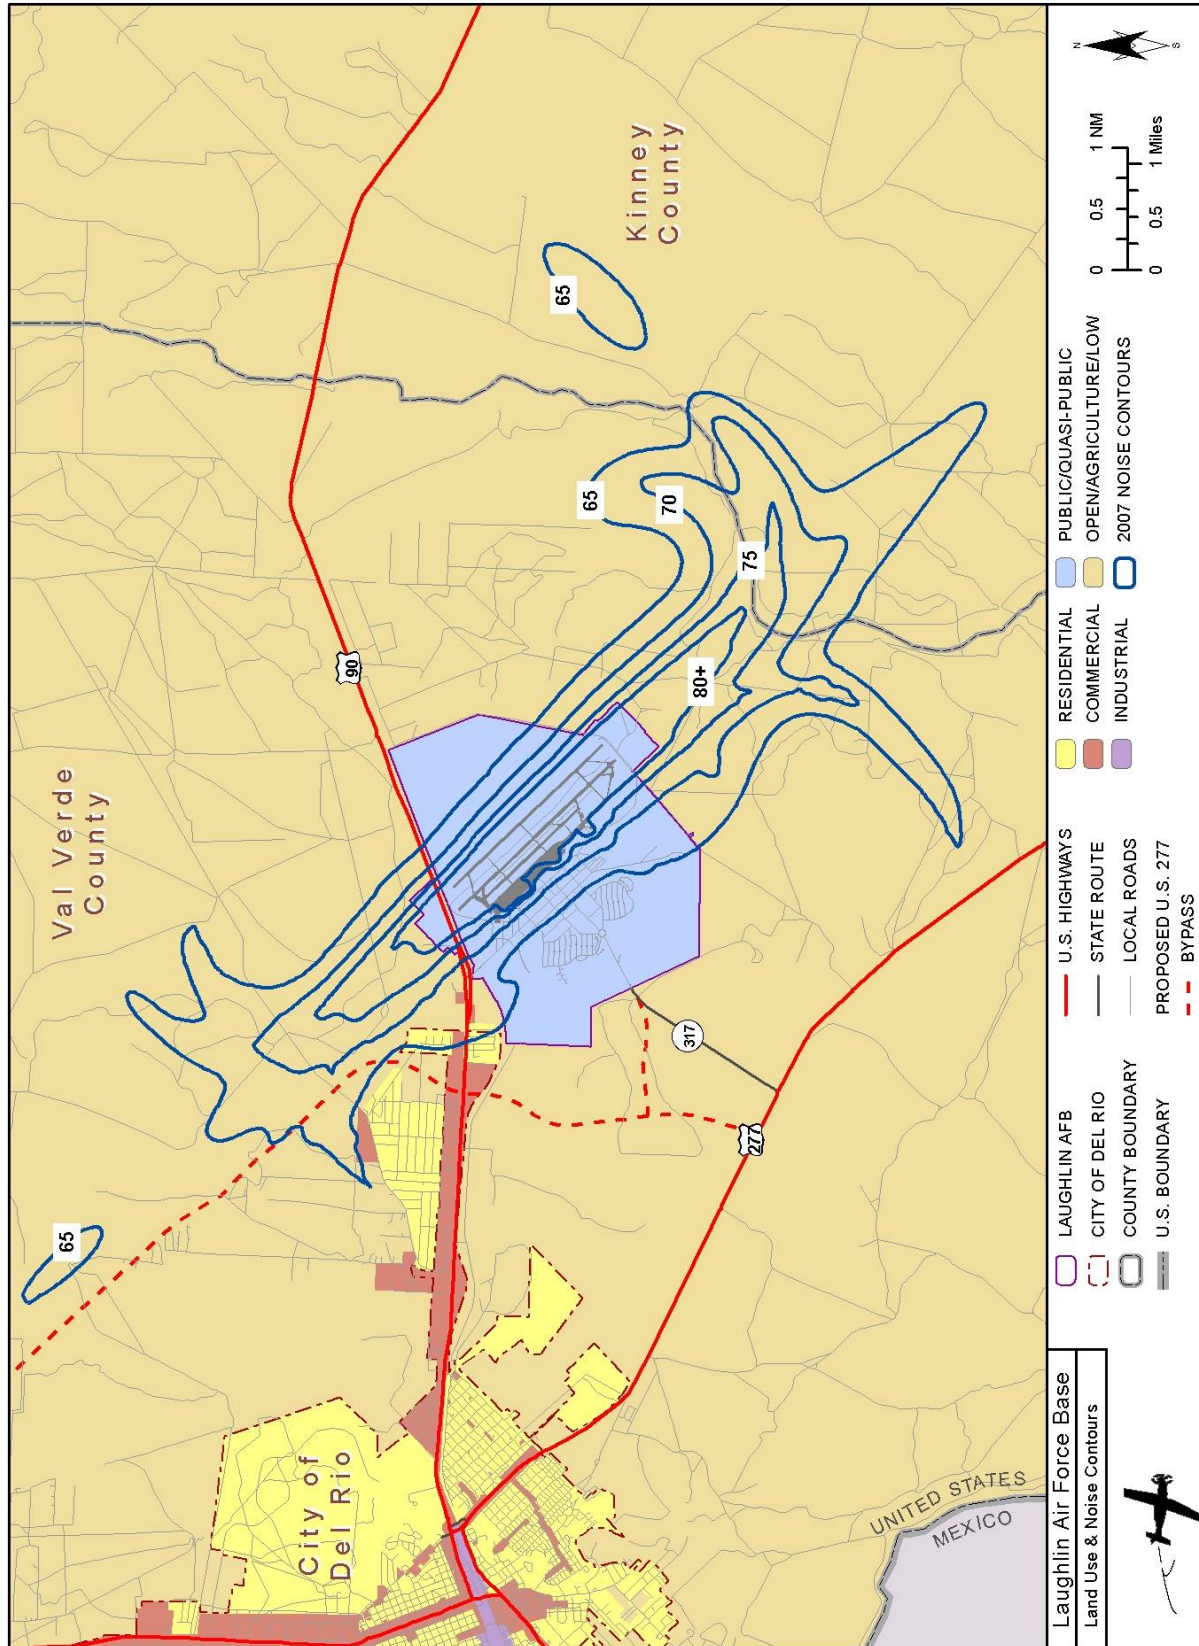 Val Verde
County
Kinney
County
City of
Del Rio
65
65
65
70
75
80+
90
277
317
UNITED STATES
MEXICO
Laughlin Air Force Base
Land Use & Noise Contours
LAUGHLIN AFB
CITY OF DEL RIO
COUNTY BOUNDARY
U.S. BOUNDARY
U.S. HIGHWAYS
STATE ROUTE
LOCAL ROADS
PROPOSED U.S. 277
BYPASS
RESIDENTIAL
COMMERCIAL
INDUSTRIAL
PUBLIC/QUASI-PUBLIC
OPEN/AGRICULTURE/LOW
2007 NOISE CONTOURS
0 0.5 1 NM
0 0.5 1 Miles
N
S